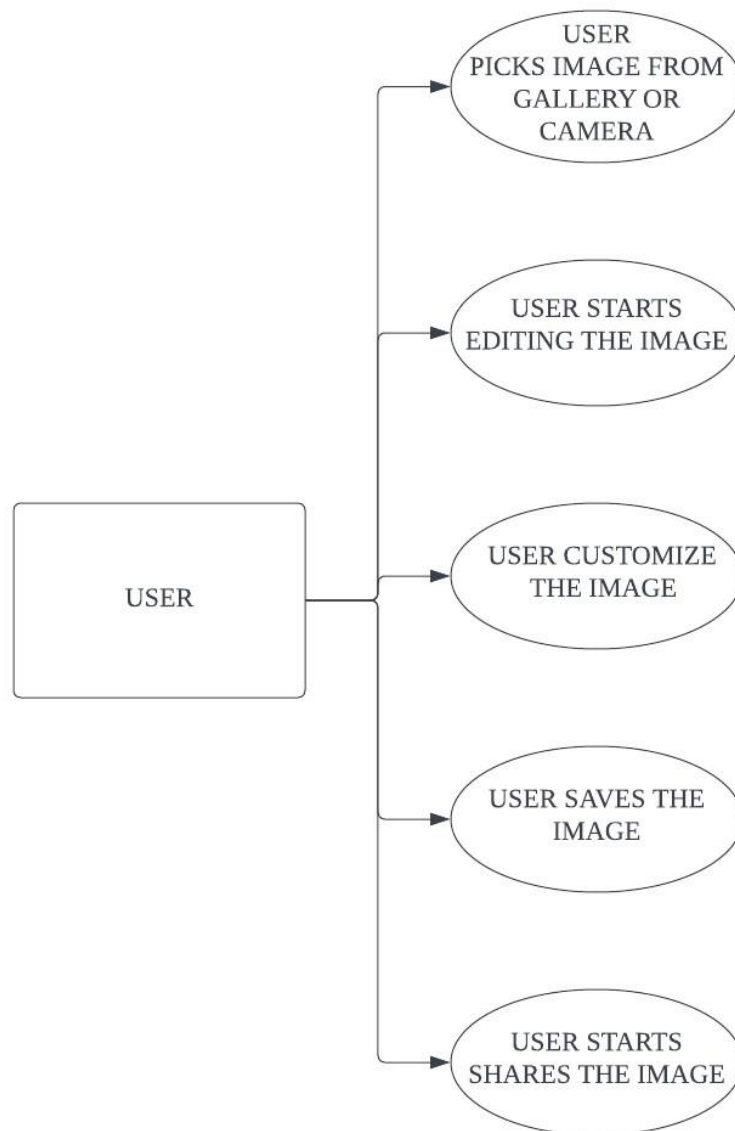 USER
PICKS IMAGE FROM
GALLERY OR
CAMERA
USER STARTS
EDITING THE IMAGE
USER CUSTOMIZE
THE IMAGE
USER
USER SAVES THE
IMAGE
USER STARTS
SHARES THE IMAGE